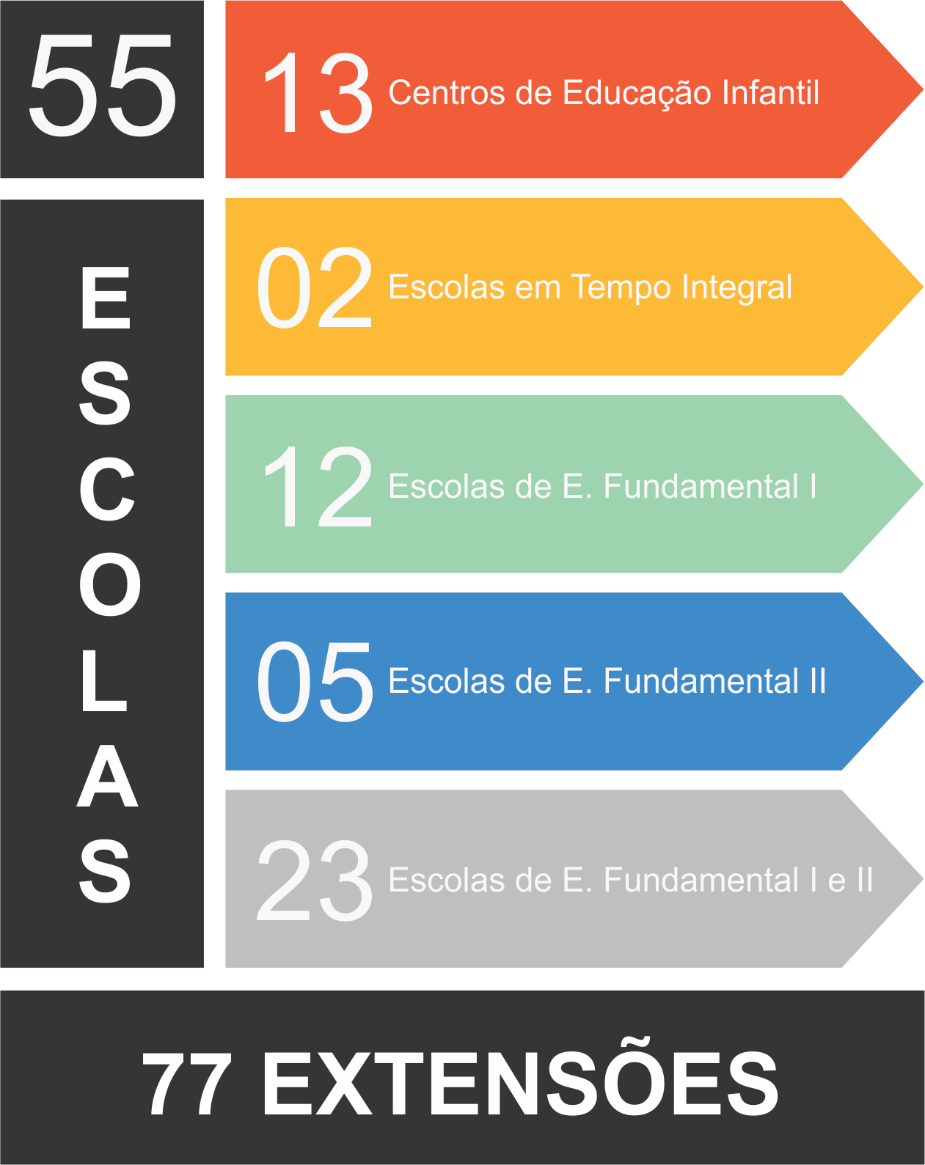 55
ESCOLAS
13 Centros de Educação Infantil
02 Escolas em Tempo Integral
12 Escolas de E. Fundamental I
05 Escolas de E. Fundamental II
23 Escolas de E. Fundamental I e II
77 EXTENSÕES